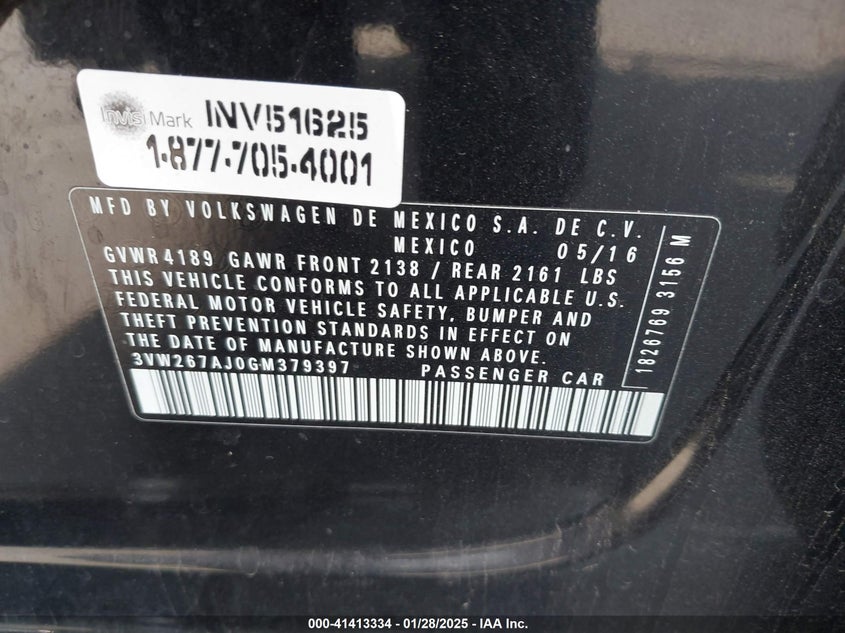 Invisi Mark INV51625
1-877-705-4001
MFD BY VOLKSWAGEN DE MEXICO S.A. DE C.V.
MEXICO 05/16
GVWR 4189 GAWR FRONT 2138 / REAR 2161 LBS
THIS VEHICLE CONFORMS TO ALL APPLICABLE U.S.
FEDERAL MOTOR VEHICLE SAFETY, BUMPER AND
THEFT PREVENTION STANDARDS IN EFFECT ON
THE DATE OF MANUFACTURE SHOWN ABOVE.
3VW267AJ0GM379397 PASSENGER CAR
1826769 3156 M
000-41413334 - 01/28/2025 - IAA Inc.